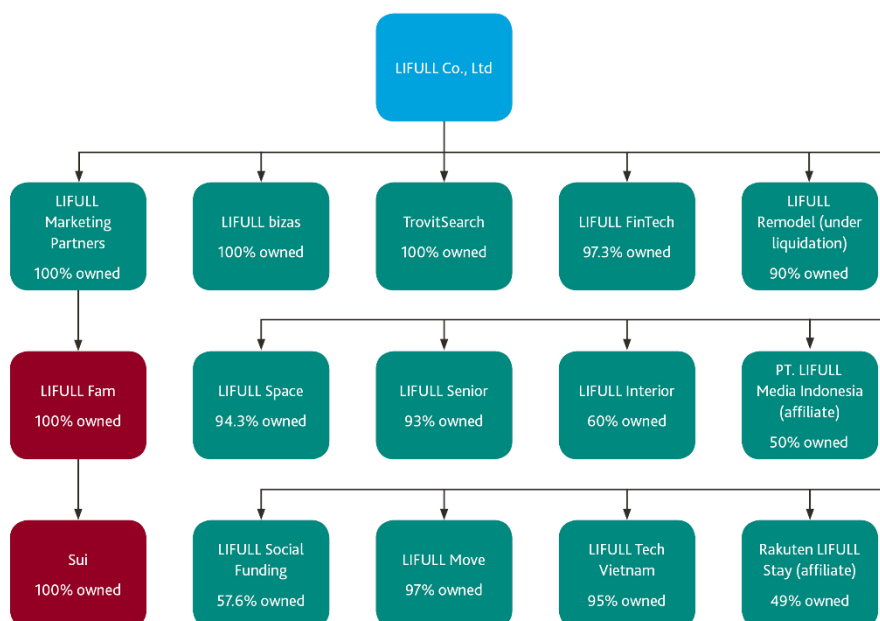 LIFULL Co., Ltd
LIFULL
Marketing
Partners
100% owned
LIFULL bizas
100% owned
TrovitSearch
100% owned
LIFULL FinTech
97.3% owned
LIFULL
Remodel (under
liquidation)
90% owned
LIFULL Fam
100% owned
LIFULL Space
94.3% owned
LIFULL Senior
93% owned
LIFULL Interior
60% owned
PT. LIFULL
Media Indonesia
(affiliate)
50% owned
Sui
100% owned
LIFULL Social
Funding
57.6% owned
LIFULL Move
97% owned
LIFULL Tech
Vietnam
95% owned
Rakuten LIFULL
Stay (affiliate)
49% owned